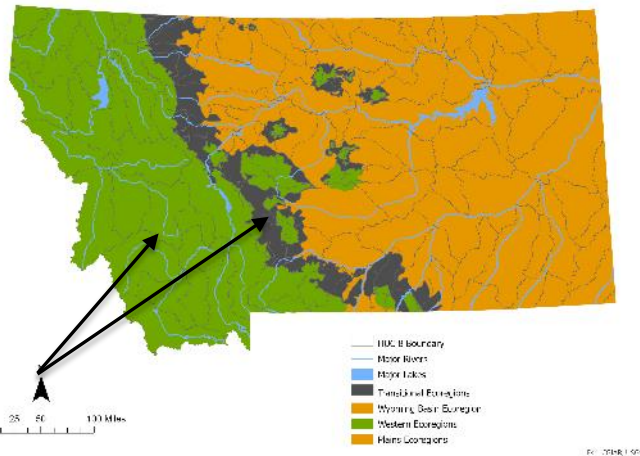 HUC 8 Boundary
Major Rivers
Major Lakes
Transitional Ecoregions
Wyoming Basin Ecoregion
Western Ecoregions
Plains Ecoregions
25 50 100 Miles